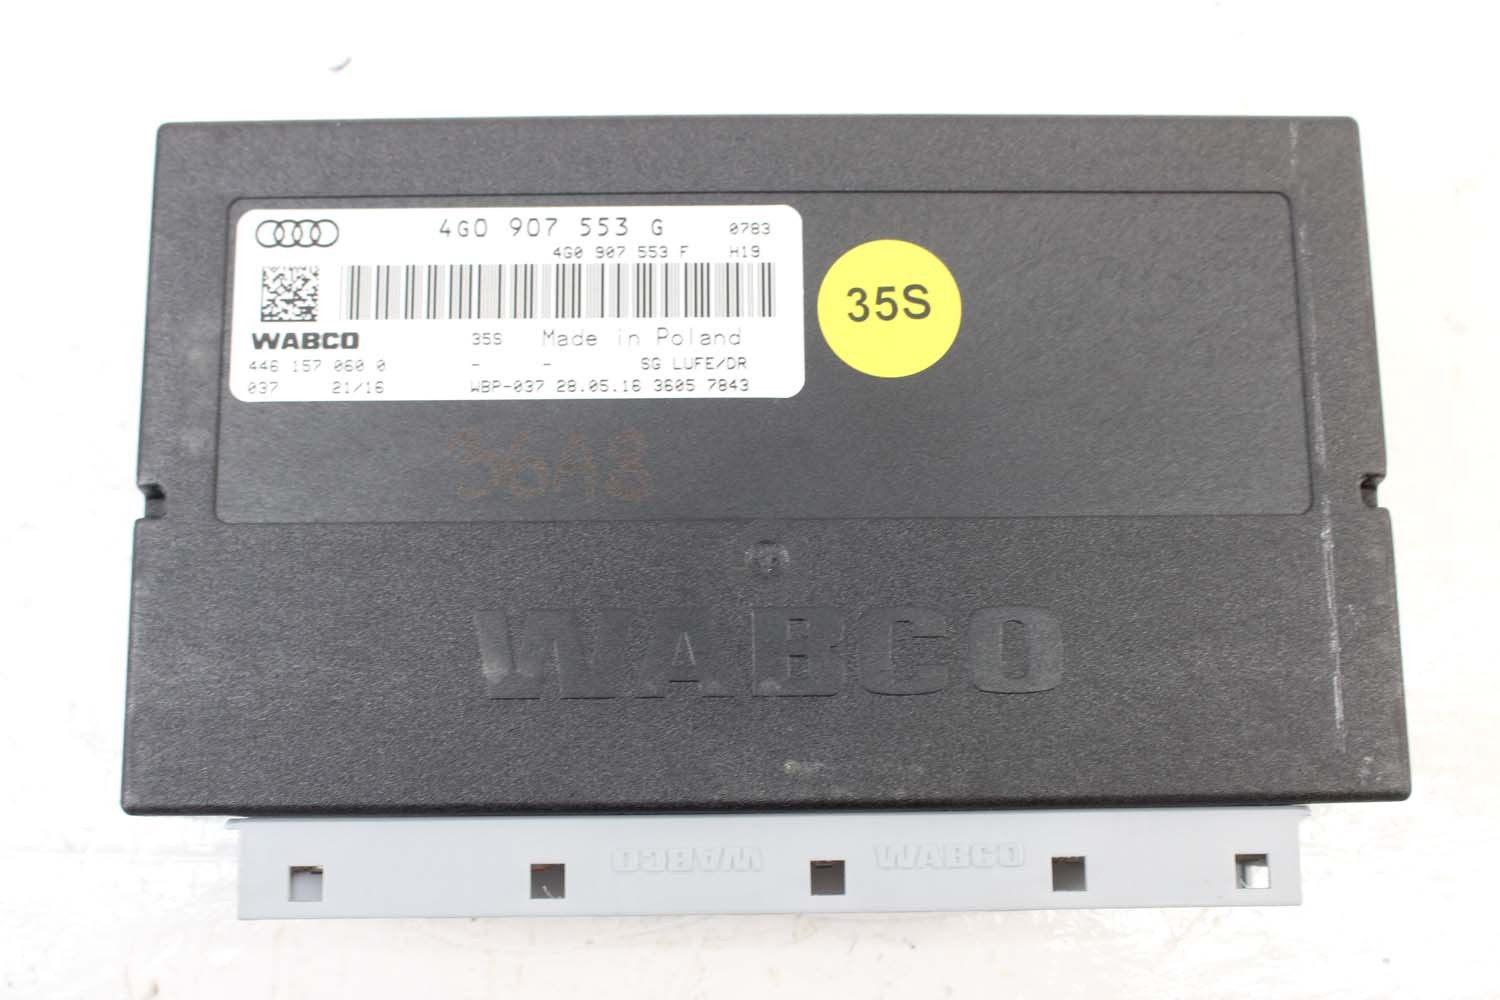 4G0 907 553 G 0783
4G0 907 553 F H19
WABCO 35S Made in Poland
446 157 060 0 - - SG LUFE/DR
037 21/16 WBP-037 28.05.16 3605 7843
35S
36A8
WABCO
WABCO WABCO